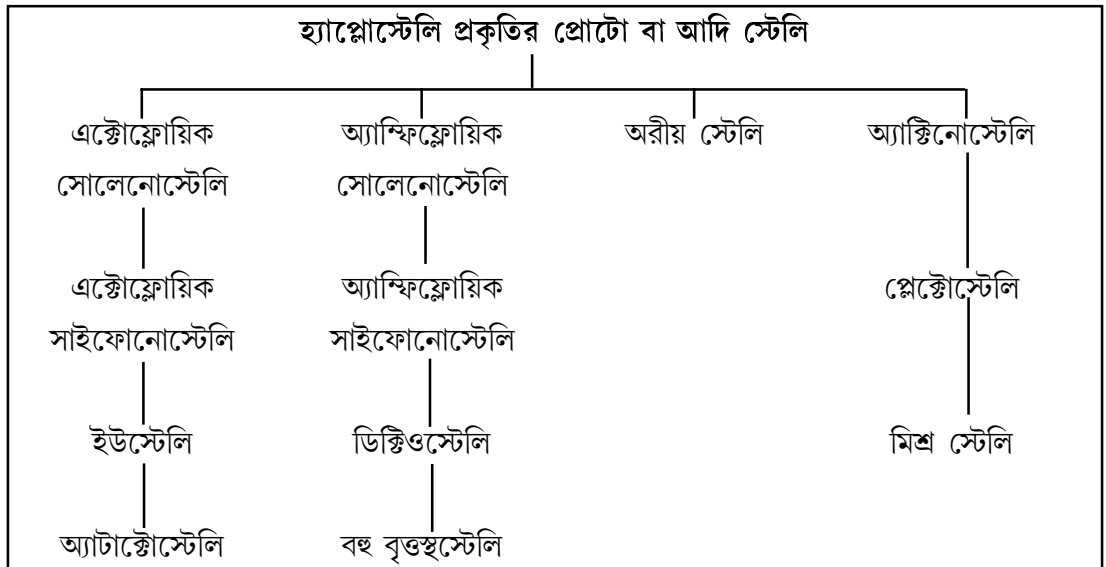 হ্যাপ্লোস্টেলি প্রকৃতির প্রোটো বা আদি স্টেলি
এক্টোফ্লোয়িক অ্যাম্ফিফ্লোয়িক অরীয় স্টেলি অ্যাক্টিনোস্টেলি
সোলেনোস্টেলি সোলেনোস্টেলি
এক্টোফ্লোয়িক অ্যাম্ফিফ্লোয়িক প্লেক্টোস্টেলি
সাইফোনোস্টেলি সাইফোনোস্টেলি
ইউস্টেলি ডিক্টিওস্টেলি মিশ্র স্টেলি
অ্যাটাক্টোস্টেলি বহু বৃত্তস্থস্টেলি